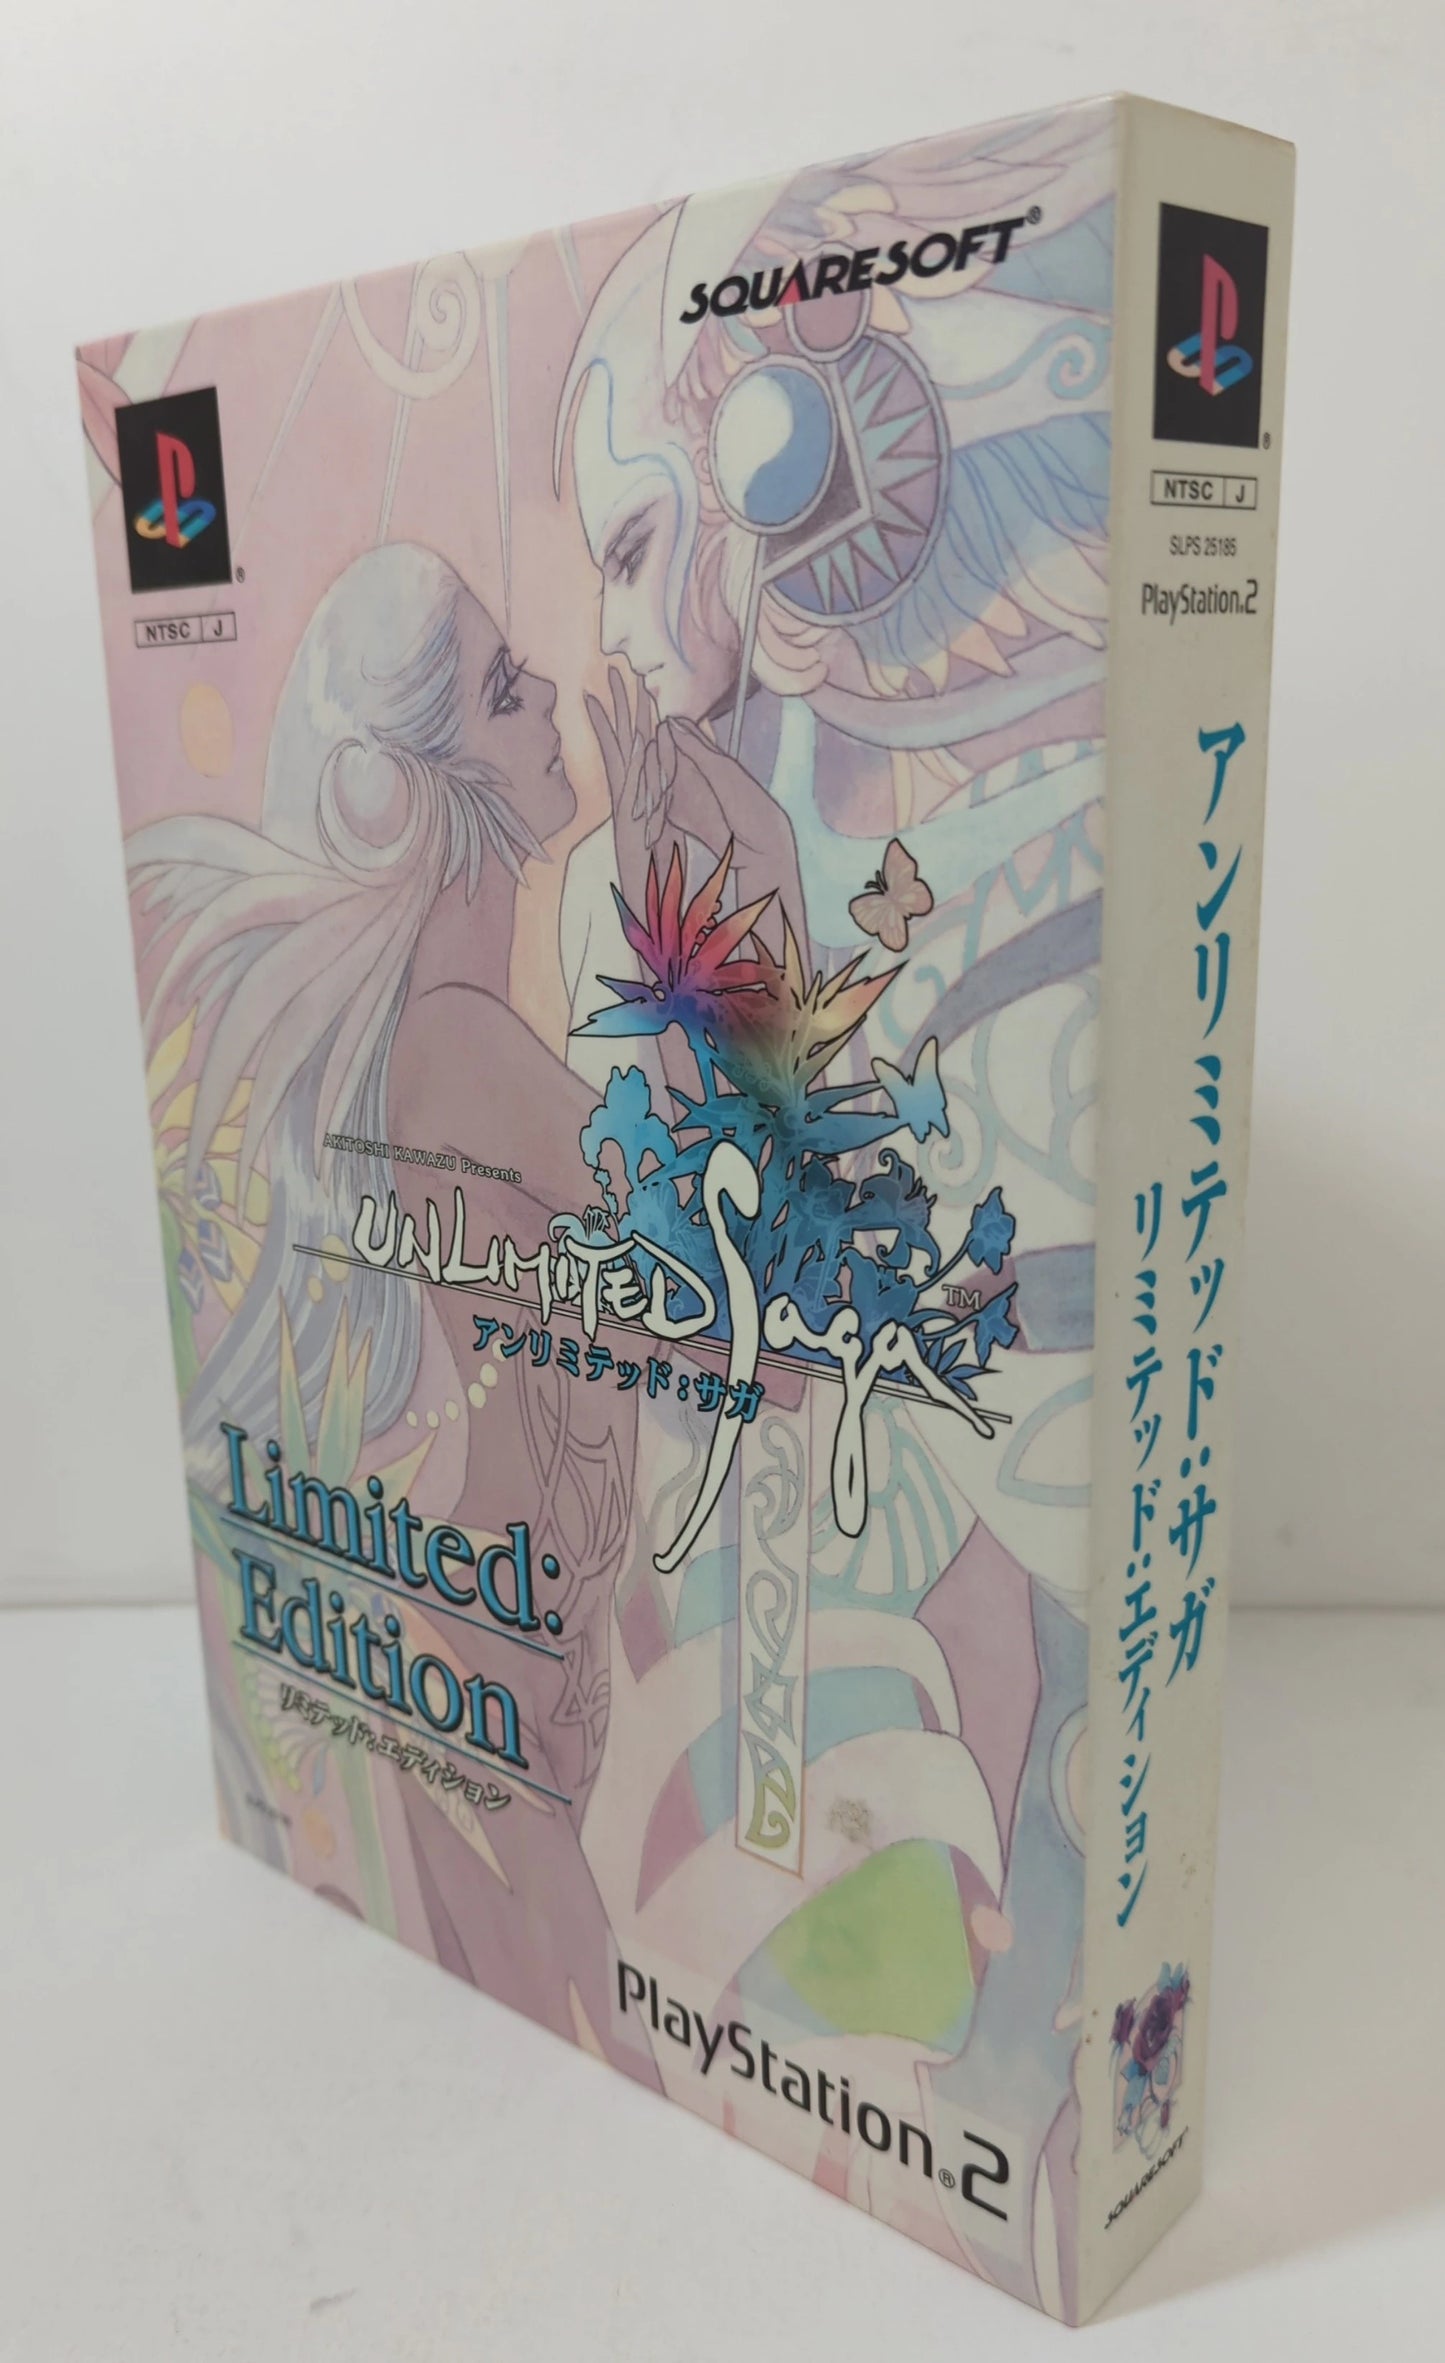 SQUARESOFT®
®
NTSC J
AKITOSHI KAWAZU Presents
UNLIMITED Saga™
アンリミテッド:サガ
Limited:
Edition
リミテッド:エディション
PlayStation®2
®
NTSC J
SLPS 25185
PlayStation®2
アンリミテッド:サガ
リミテッド:エディション
SQUARESOFT